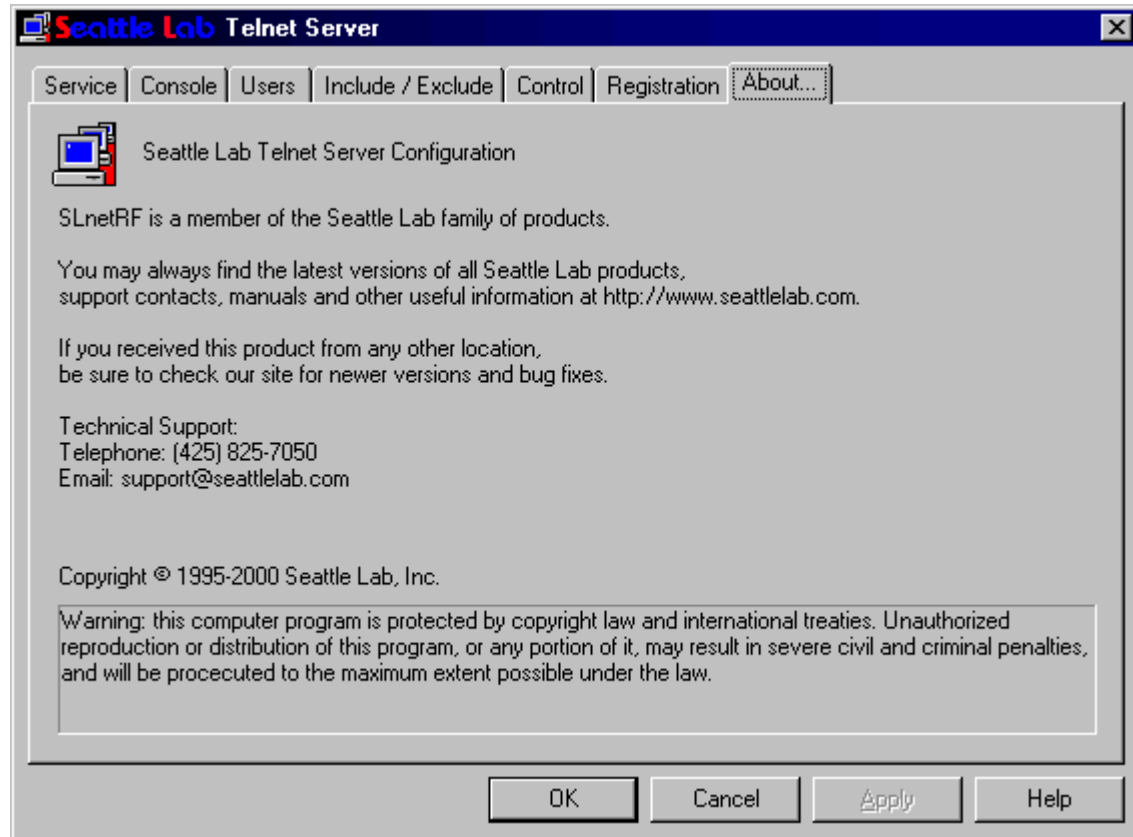 Seattle Lab Telnet Server
Service Console Users Include / Exclude Control Registration About...
Seattle Lab Telnet Server Configuration
SLnetRF is a member of the Seattle Lab family of products.
You may always find the latest versions of all Seattle Lab products,
support contacts, manuals and other useful information at http://www.seattlelab.com.
If you received this product from any other location,
be sure to check our site for newer versions and bug fixes.
Technical Support:
Telephone: (425) 825-7050
Email: support@seattlelab.com
Copyright © 1995-2000 Seattle Lab, Inc.
Warning: this computer program is protected by copyright law and international treaties. Unauthorized
reproduction or distribution of this program, or any portion of it, may result in severe civil and criminal penalties,
and will be procecuted to the maximum extent possible under the law.
OK Cancel Apply Help